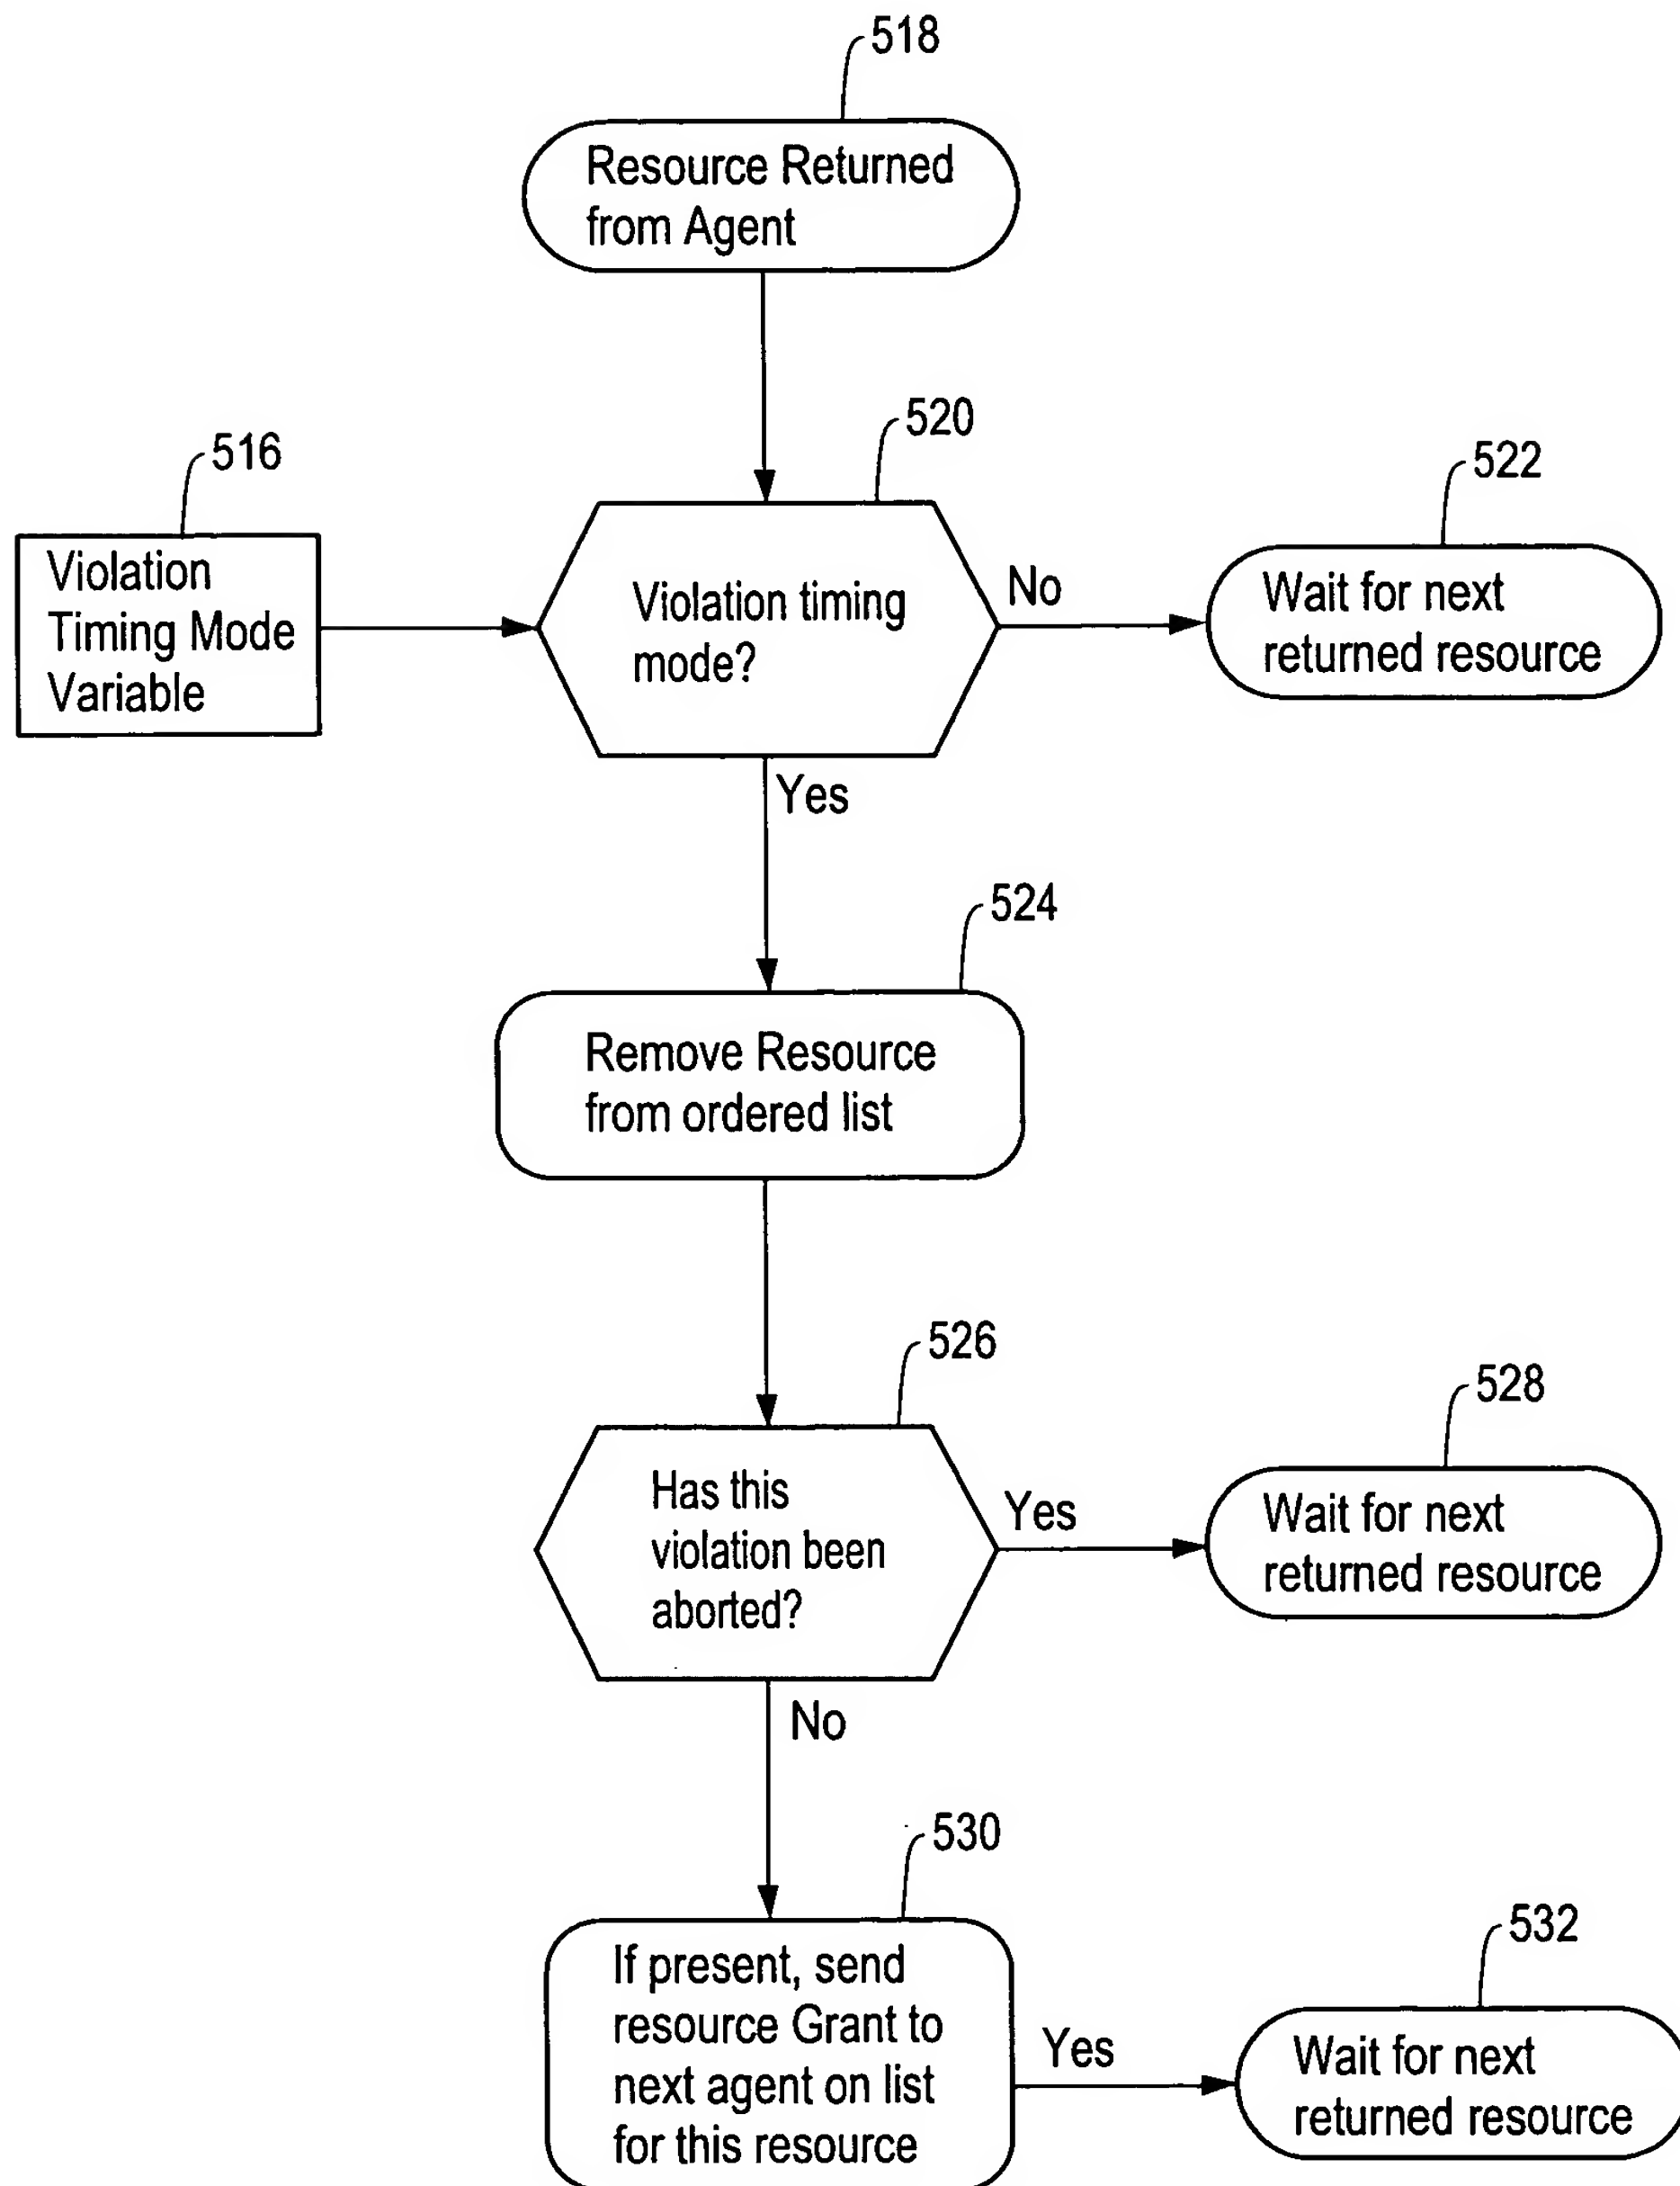 518
Resource Returned
from Agent
520
516
522
Violation
Timing Mode
Variable
Violation timing
mode?
No
Wait for next
returned resource
Yes
524
Remove Resource
from ordered list
526
528
Has this
violation been
aborted?
Yes
Wait for next
returned resource
No
530
532
If present, send
resource Grant to
next agent on list
for this resource
Yes
Wait for next
returned resource